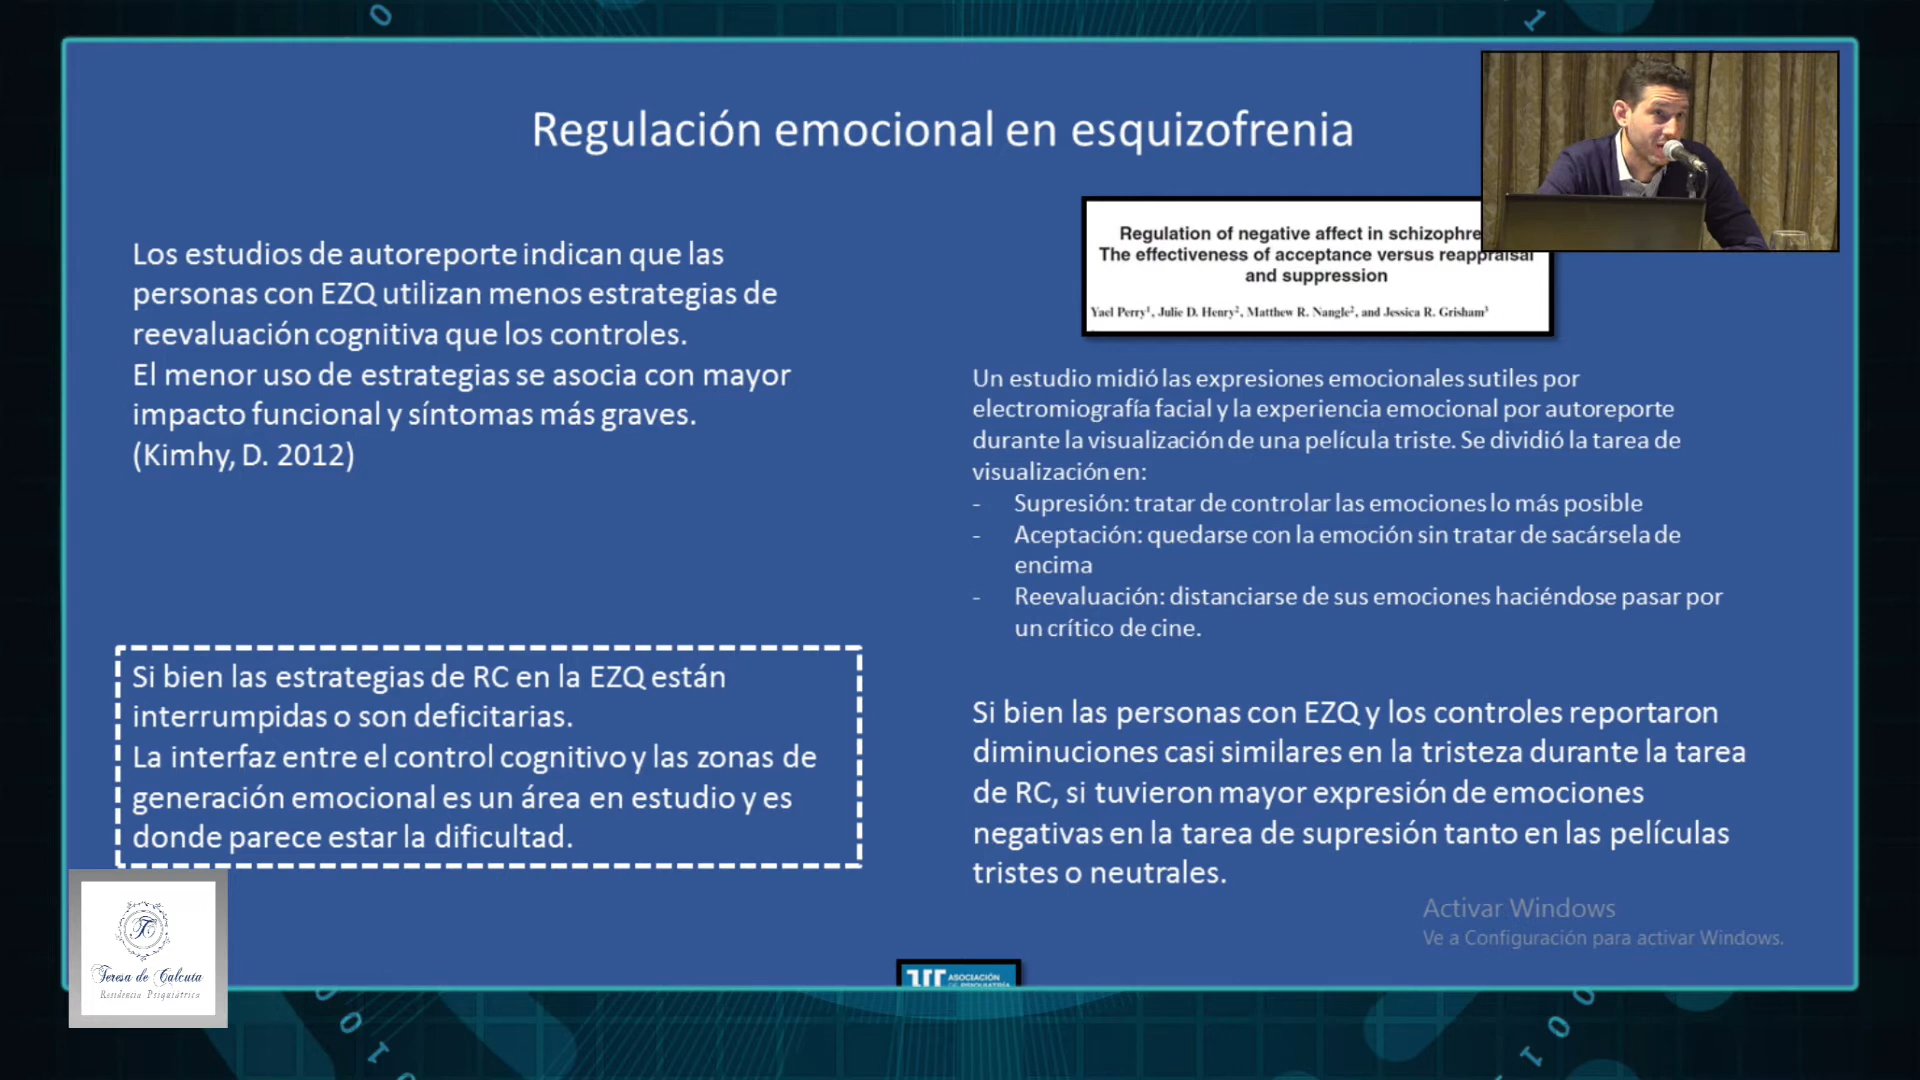 Regulación emocional en esquizofrenia
Los estudios de autoreporte indican que las
personas con EZQ utilizan menos estrategias de
reevaluación cognitiva que los controles.
El menor uso de estrategias se asocia con mayor
impacto funcional y síntomas más graves.
(Kimhy, D. 2012)
Si bien las estrategias de RC en la EZQ están
interrumpidas o son deficitarias.
La interfaz entre el control cognitivo y las zonas de
generación emocional es un área en estudio y es
donde parece estar la dificultad.
Regulation of negative affect in schizophre
The effectiveness of acceptance versus reappraisal
and suppression
Yael Perry1, Julie D. Henry2, Matthew R. Nangle2, and Jessica R. Grisham3
Un estudio midió las expresiones emocionales sutiles por
electromiografía facial y la experiencia emocional por autoreporte
durante la visualización de una película triste. Se dividió la tarea de
visualización en:
- Supresión: tratar de controlar las emociones lo más posible
- Aceptación: quedarse con la emoción sin tratar de sacársela de
encima
- Reevaluación: distanciarse de sus emociones haciéndose pasar por
un crítico de cine.
Si bien las personas con EZQ y los controles reportaron
diminuciones casi similares en la tristeza durante la tarea
de RC, si tuvieron mayor expresión de emociones
negativas en la tarea de supresión tanto en las películas
tristes o neutrales.
Activar Windows
Ve a Configuración para activar Windows.
Teresa de Calcuta
Residencia Psiquiátrica
ASOCIACIÓN
DE PSIQUIATRÍA